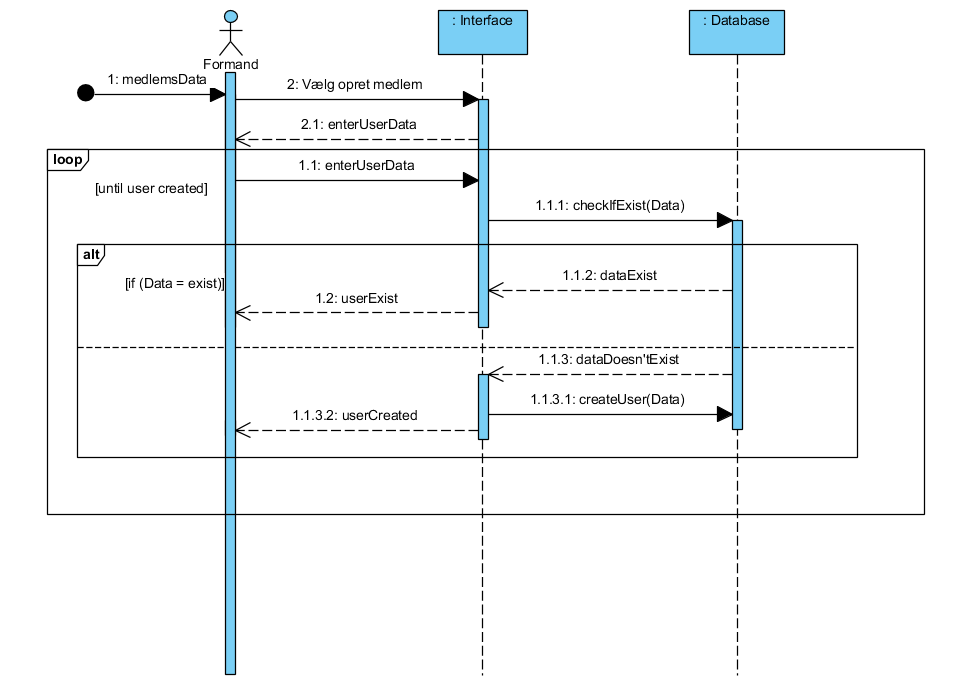 : Interface
: Database
Formand
1: medlemsData
2: Vælg opret medlem
2.1: enterUserData
loop
1.1: enterUserData
[until user created]
1.1.1: checkIfExist(Data)
alt
1.1.2: dataExist
[if (Data = exist)]
1.2: userExist
1.1.3: dataDoesn'tExist
1.1.3.1: createUser(Data)
1.1.3.2: userCreated